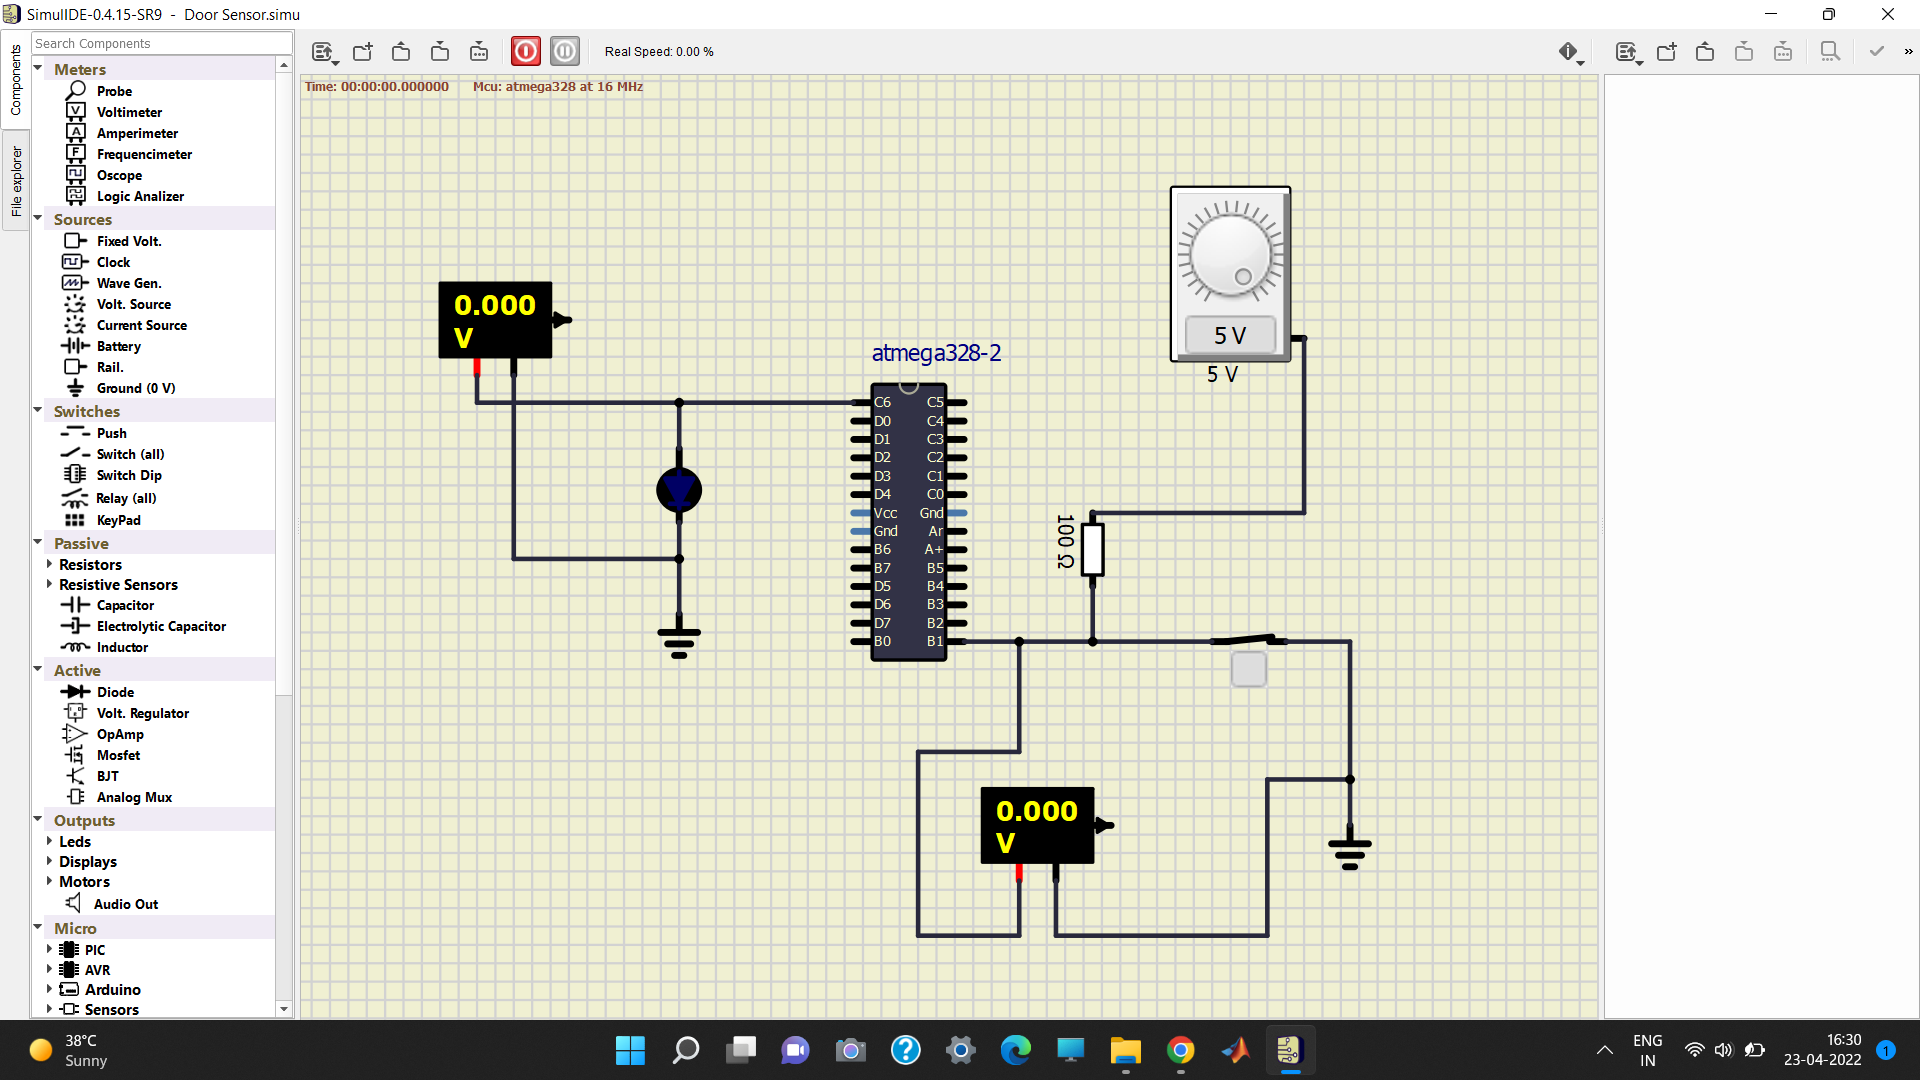 SimulIDE-0.4.15-SR9 - Door Sensor.simu
Components
File explorer
Search Components
Meters
Probe
Voltimeter
Amperimeter
Frequencimeter
Oscope
Logic Analizer
Sources
Fixed Volt.
Clock
Wave Gen.
Volt. Source
Current Source
Battery
Rail.
Ground (0 V)
Switches
Push
Switch (all)
Switch Dip
Relay (all)
KeyPad
Passive
Resistors
Resistive Sensors
Capacitor
Electrolytic Capacitor
Inductor
Active
Diode
Volt. Regulator
OpAmp
Mosfet
BJT
Analog Mux
Outputs
Leds
Displays
Motors
Audio Out
Micro
PIC
AVR
Arduino
Sensors
Real Speed: 0.00 %
»
Time: 00:00:00.000000 Mcu: atmega328 at 16 MHz
0.000
V
atmega328-2
C6 C5
D0 C4
D1 C3
D2 C2
D3 C1
D4 C0
Vcc Gnd
Gnd Ar
B6 A+
B7 B5
D5 B4
D6 B3
D7 B2
B0 B1
5 V
5 V
100 Ω
0.000
V
38°C
Sunny
ENG
IN
16:30
23-04-2022
1